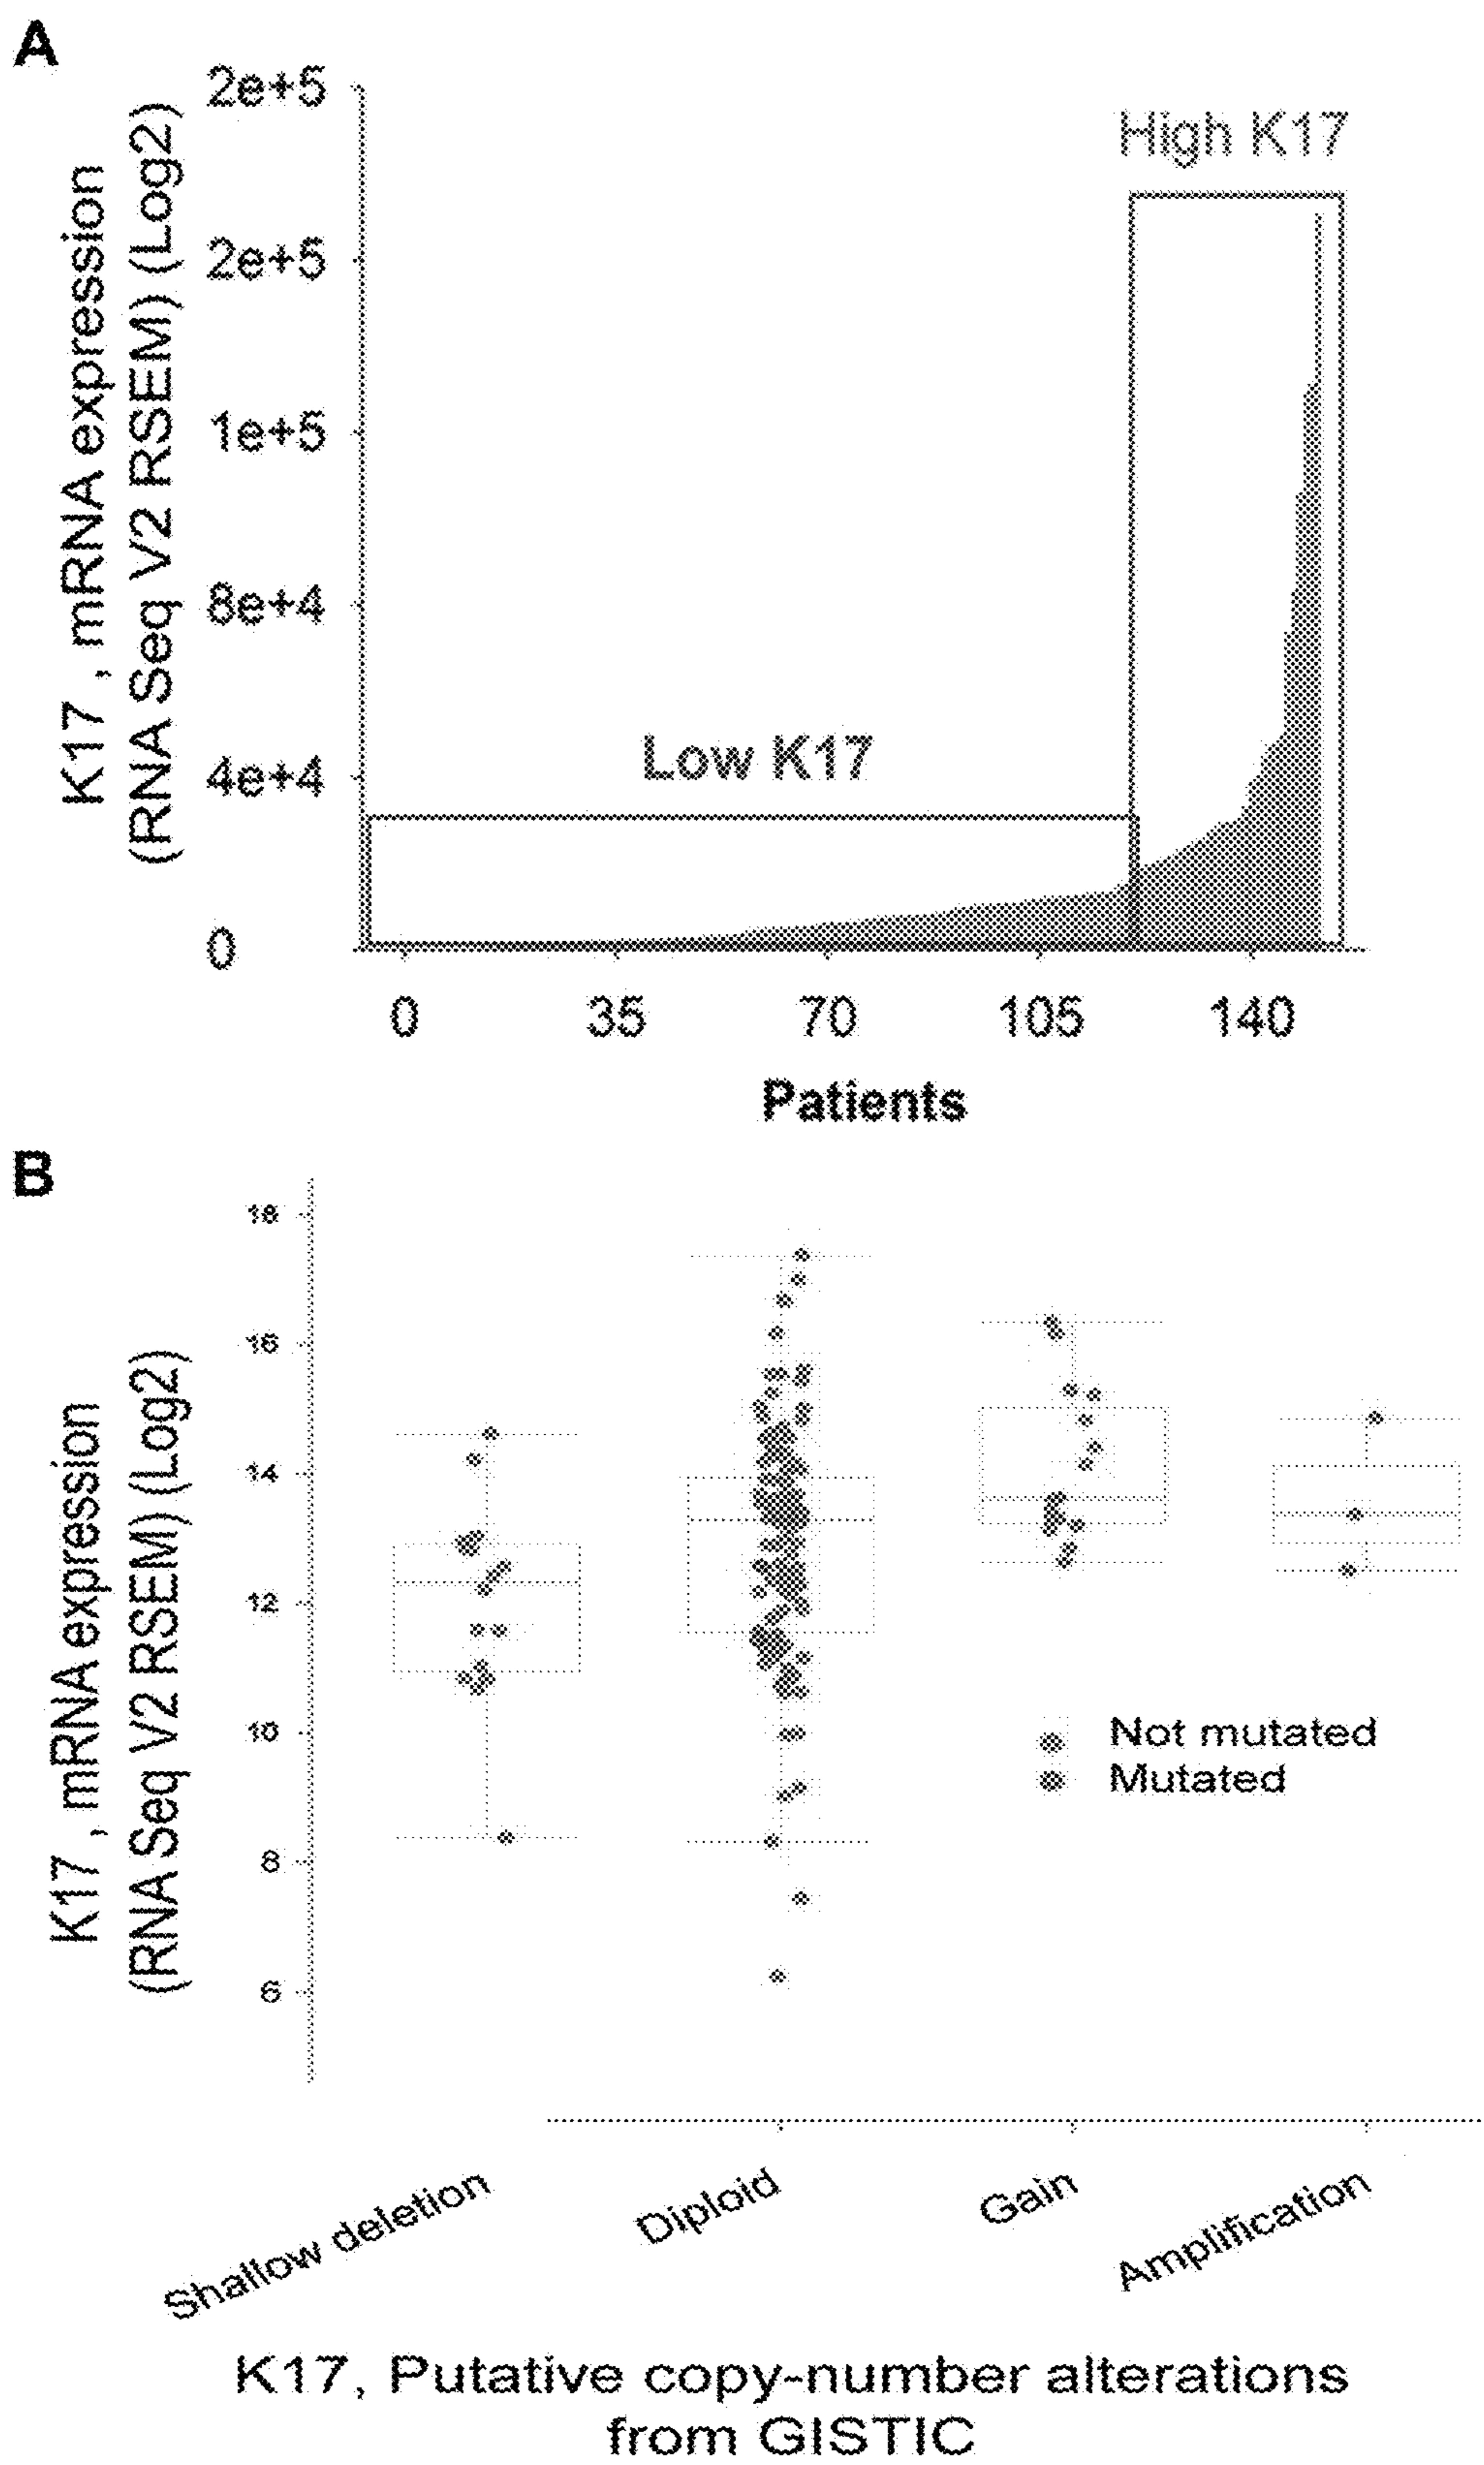 A
K17 , mRNA expression
(RNA Seq V2 RSEM) (Log2)
2e+5
2e+5
1e+5
8e+4
4e+4
0
High K17
Low K17
0 35 70 105 140
Patients
B
K17 , mRNA expression
(RNA Seq V2 RSEM) (Log2)
18
16
14
12
10
8
6
Not mutated
Mutated
Shallow deletion Diploid Gain Amplification
K17, Putative copy-number alterations
from GISTIC